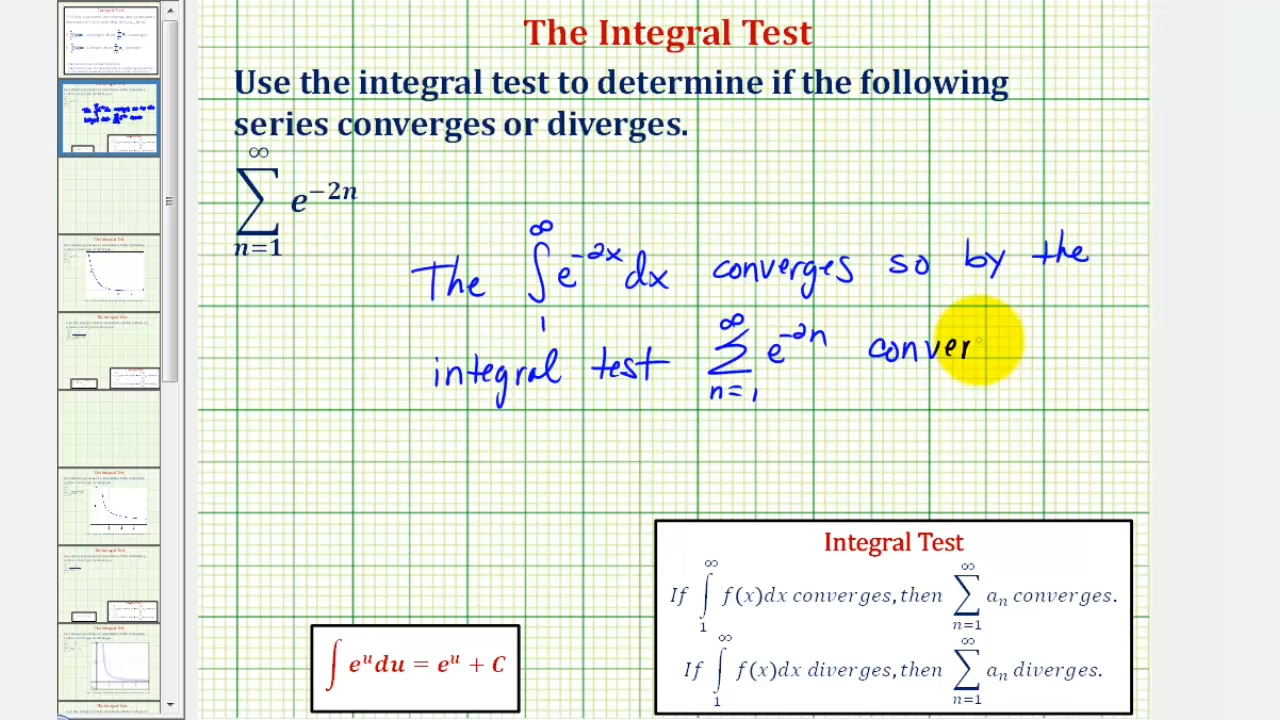 The Integral Test
Use the integral test to determine if the following
series converges or diverges.
∞
∑ e^{-2n}
n=1
The ∫_1^∞ e^{-2x} dx converges so by the
integral test ∑_{n=1}^∞ e^{-2n} conver
Integral Test
If ∫_1^∞ f(x)dx converges, then ∑_{n=1}^∞ a_n converges.
If ∫_1^∞ f(x)dx diverges, then ∑_{n=1}^∞ a_n diverges.
∫ e^u du = e^u + C